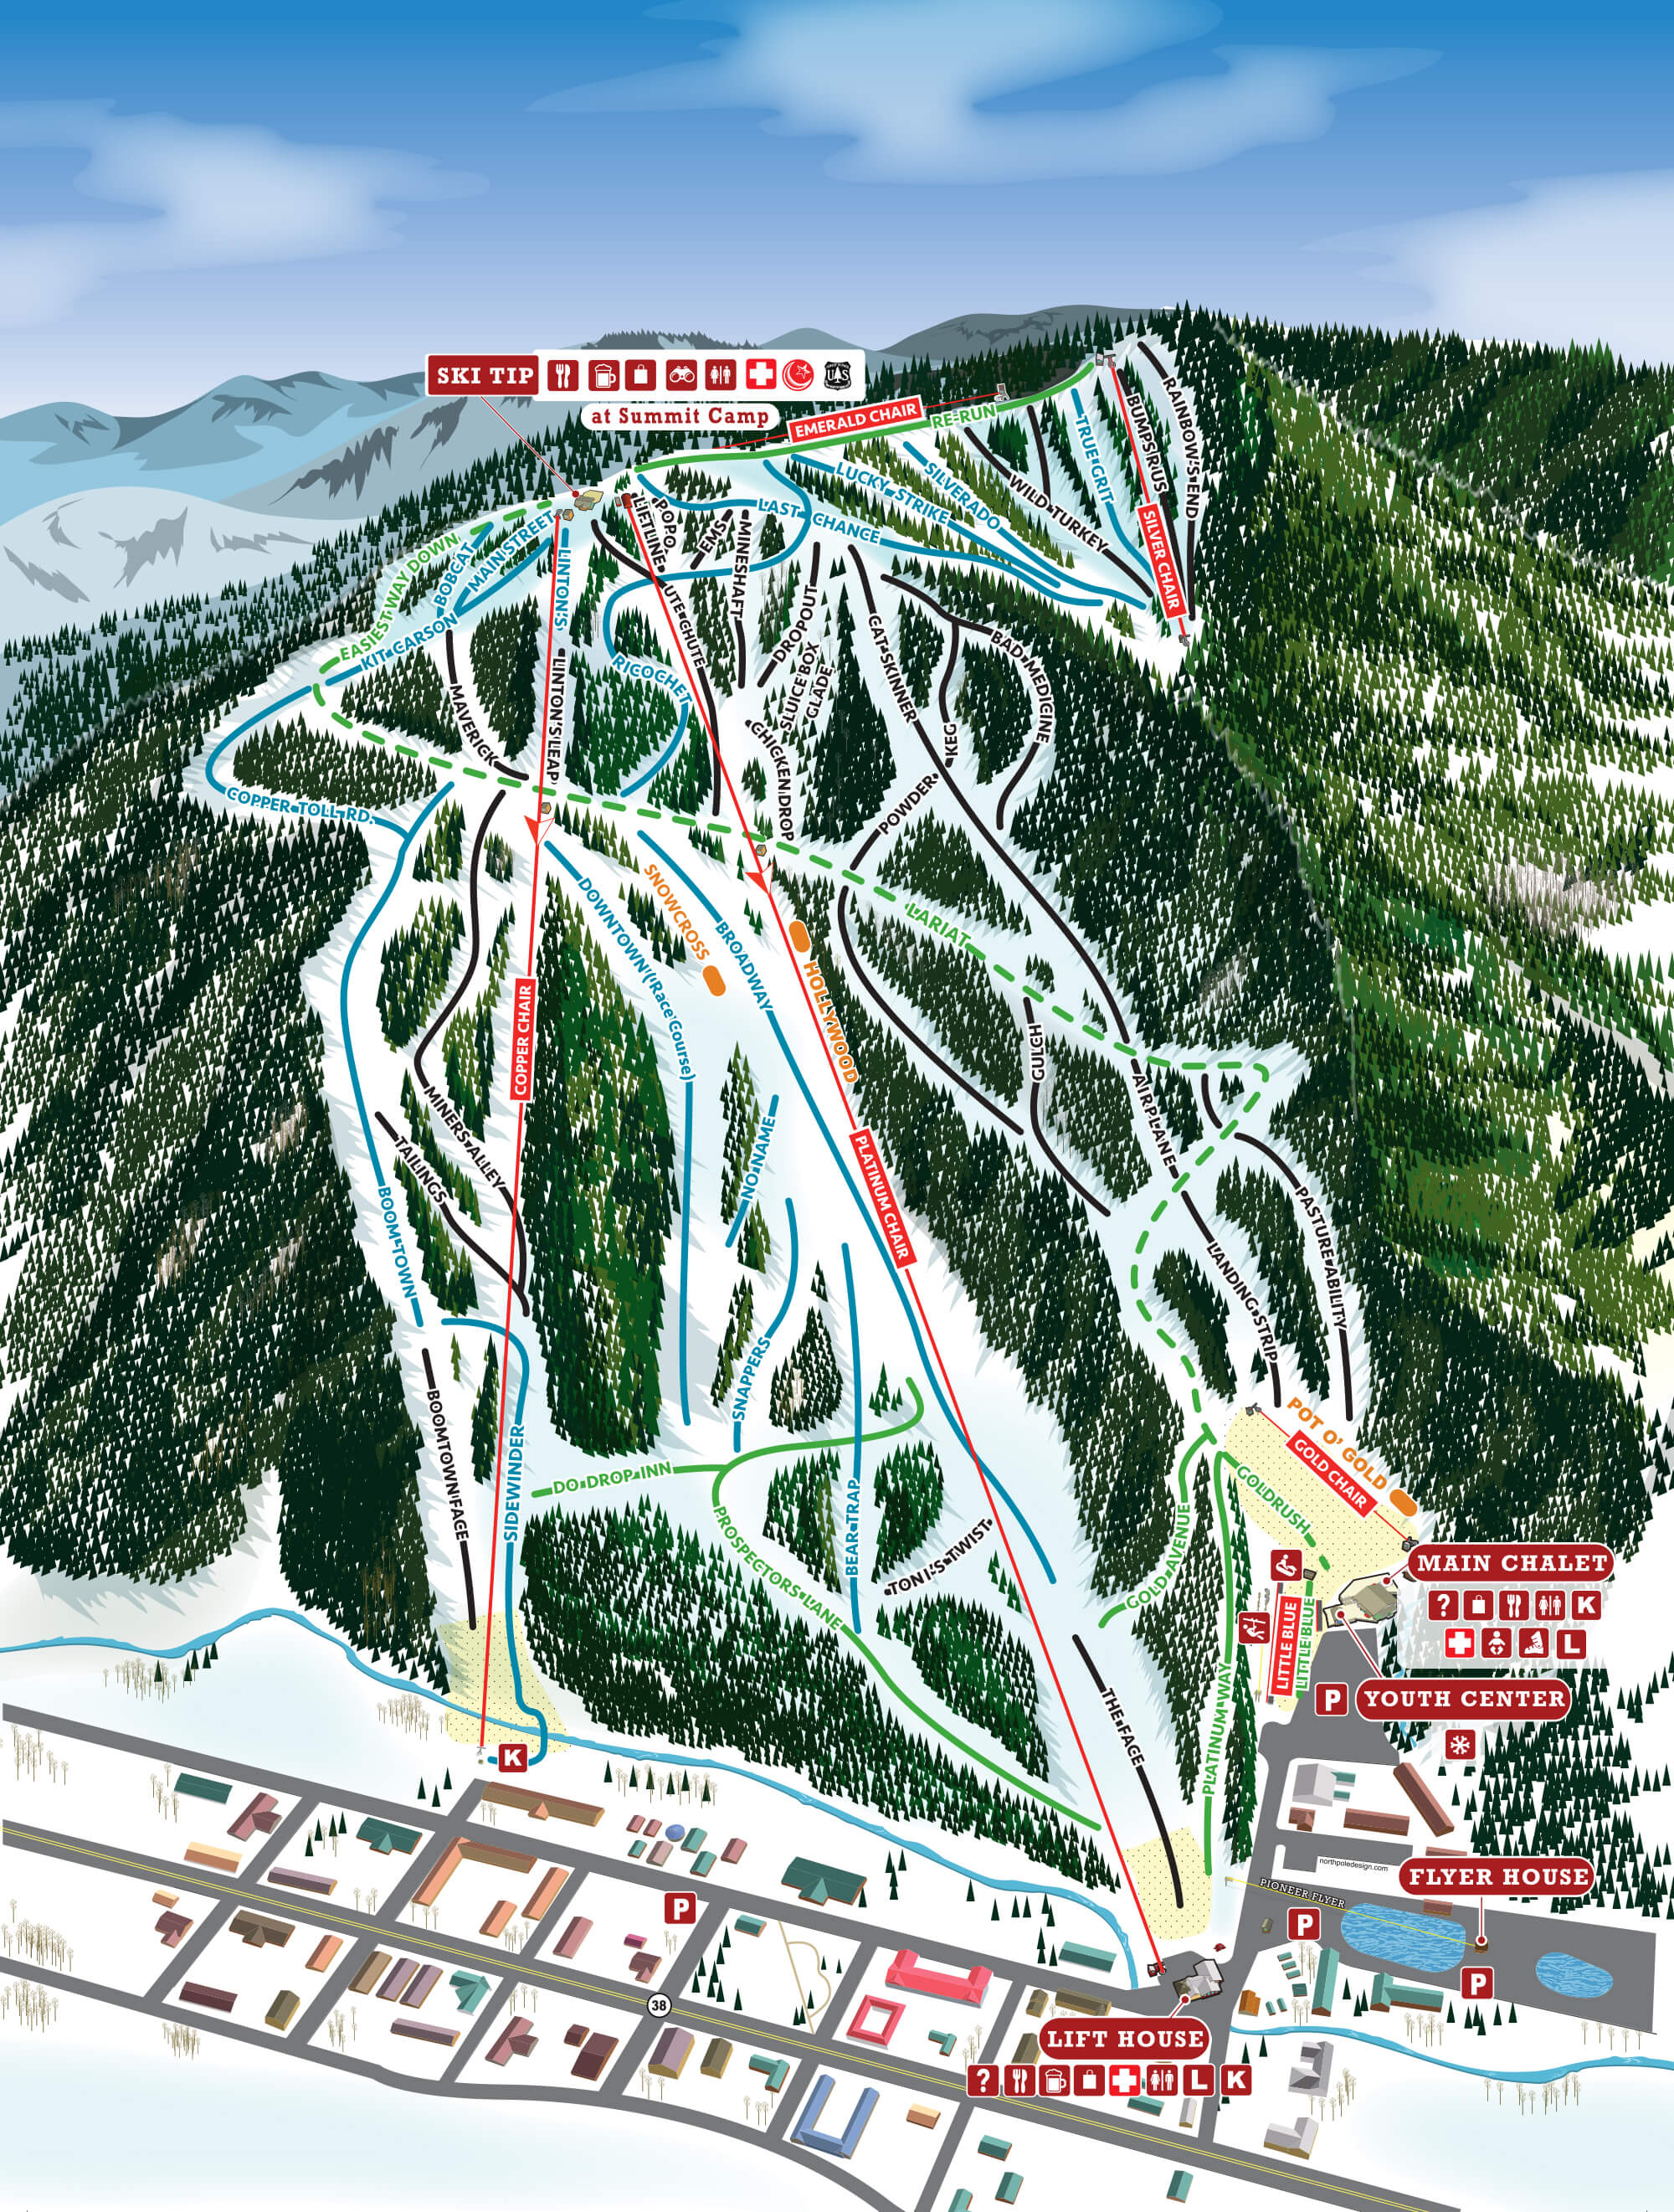 SKI TIP
at Summit Camp
UAS
EMERALD CHAIR
RE-RUN
RAINBOW'S END
BUMPS R US
TRUE GRIT
SILVER CHAIR
WILD TURKEY
SILVERADO
LUCKY STRIKE
LAST CHANCE
EASIEST WAY DOWN
BOBCAT
MAIN STREET
KIT CARSON
LINTON'S
LINTON'S LEAP
LIFTLINE
POPO
EMS
MINESHAFT
UTE CHUTE
RICOCHET
DROPOUT
SLUICE BOX
GLADE
CHICKEN DROP
CAT SKINNER
BAD MEDICINE
KEG
POWDER
MAVERICK
COPPER TOLL RD.
LARIAT
SNOWCROSS
DOWNTOWN (Race Course)
BROADWAY
HOLLYWOOD
COPPER CHAIR
PLATINUM CHAIR
GULCH
AIRPLANE
MINERS ALLEY
TAILINGS
NO NAME
BOOMTOWN
LANDING STRIP
PASTURE ABILITY
SNAPPERS
BEAR TRAP
BOOMTOWN FACE
SIDEWINDER
DO DROP INN
PROSPECTORS LANE
TONI'S TWIST
GOLD AVENUE
PLATINUM WAY
THE FACE
POT O' GOLD
GOLD CHAIR
GOLDRUSH
LITTLE BLUE
LITTLE BLUE
MAIN CHALET
? K
L
P
YOUTH CENTER
K
northpoledesign.com
FLYER HOUSE
PIONEER FLYER
P
P
P
38
LIFT HOUSE
? L K